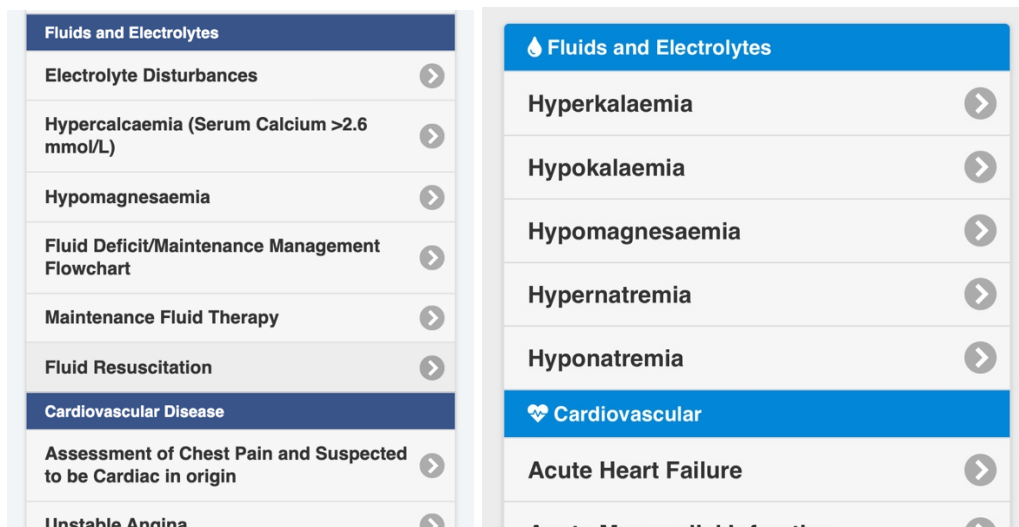 Fluids and Electrolytes
Electrolyte Disturbances
Hypercalcaemia (Serum Calcium >2.6
mmol/L)
Hypomagnesaemia
Fluid Deficit/Maintenance Management
Flowchart
Maintenance Fluid Therapy
Fluid Resuscitation
Cardiovascular Disease
Assessment of Chest Pain and Suspected
to be Cardiac in origin
Unstable Angina
Fluids and Electrolytes
Hyperkalaemia
Hypokalaemia
Hypomagnesaemia
Hypernatremia
Hyponatremia
Cardiovascular
Acute Heart Failure